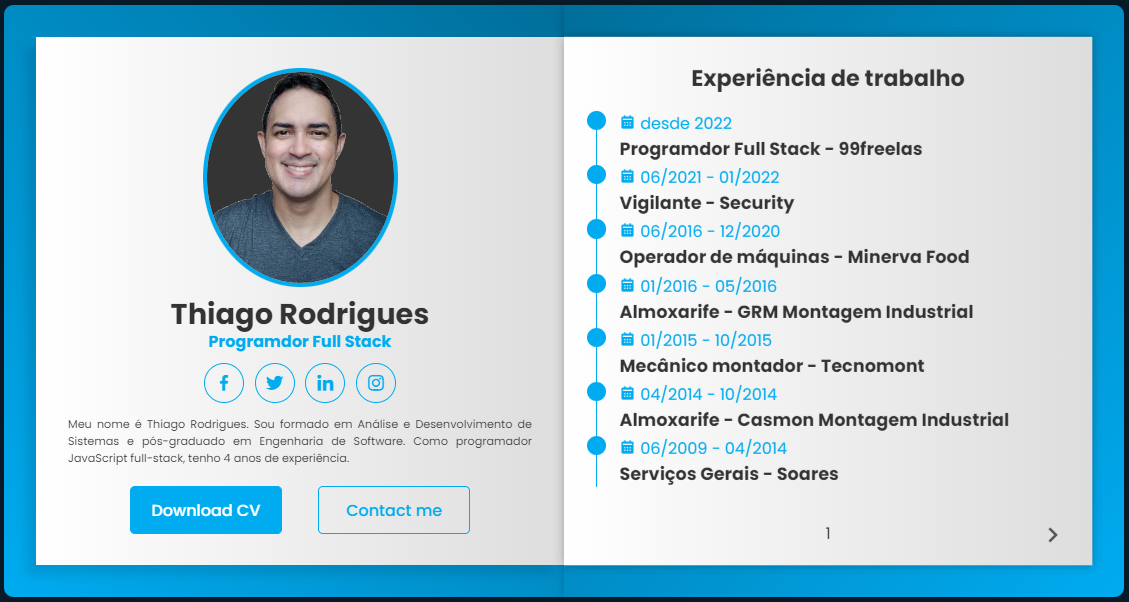 Thiago Rodrigues
Programdor Full Stack
Meu nome é Thiago Rodrigues. Sou formado em Análise e Desenvolvimento de
Sistemas e pós-graduado em Engenharia de Software. Como programador
JavaScript full-stack, tenho 4 anos de experiência.
Download CV
Contact me
Experiência de trabalho
desde 2022
Programdor Full Stack - 99freelas
06/2021 - 01/2022
Vigilante - Security
06/2016 - 12/2020
Operador de máquinas - Minerva Food
01/2016 - 05/2016
Almoxarife - GRM Montagem Industrial
01/2015 - 10/2015
Mecânico montador - Tecnomont
04/2014 - 10/2014
Almoxarife - Casmon Montagem Industrial
06/2009 - 04/2014
Serviços Gerais - Soares
1